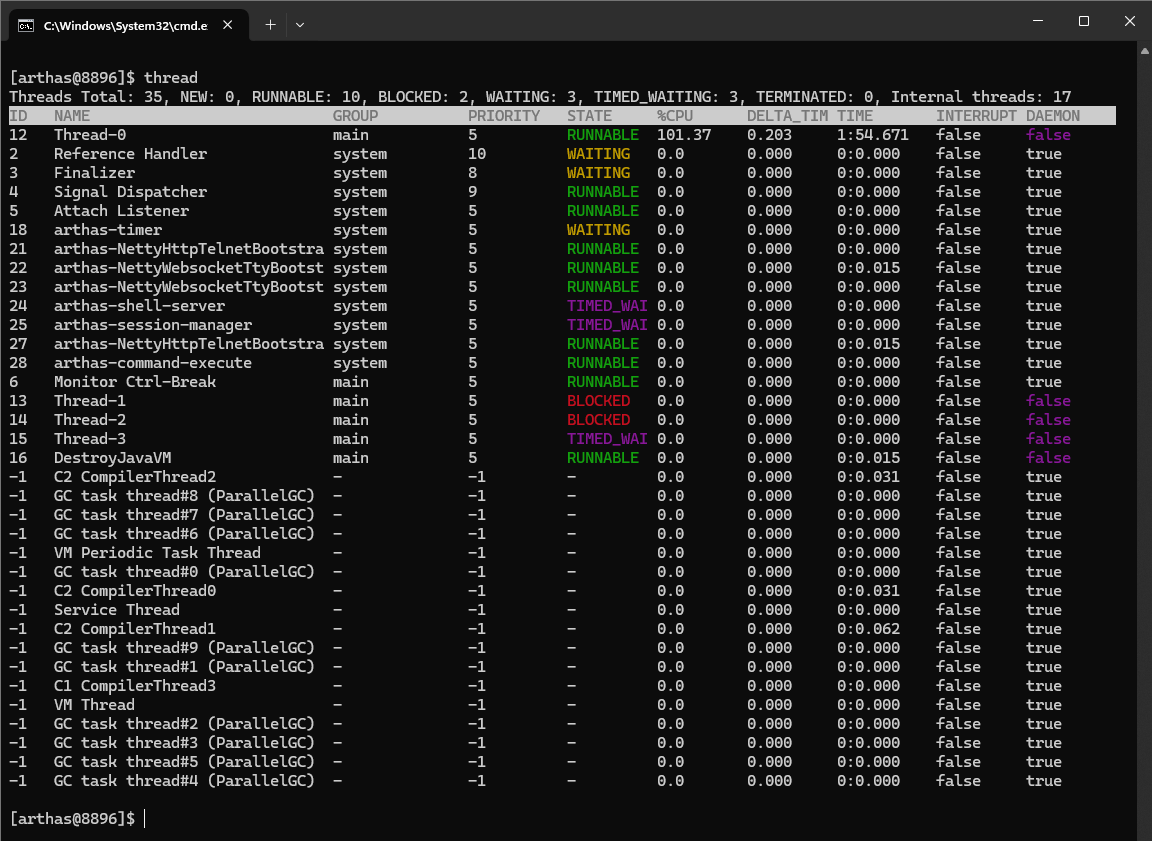 C:\Windows\System32\cmd.e
[arthas@8896]$ thread
Threads Total: 35, NEW: 0, RUNNABLE: 10, BLOCKED: 2, WAITING: 3, TIMED_WAITING: 3, TERMINATED: 0, Internal threads: 17
ID NAME GROUP PRIORITY STATE %CPU DELTA_TIM TIME INTERRUPT DAEMON
12 Thread-0 main 5 RUNNABLE 101.37 0.203 1:54.671 false false
2 Reference Handler system 10 WAITING 0.0 0.000 0:0.000 false true
3 Finalizer system 8 WAITING 0.0 0.000 0:0.000 false true
4 Signal Dispatcher system 9 RUNNABLE 0.0 0.000 0:0.000 false true
5 Attach Listener system 5 RUNNABLE 0.0 0.000 0:0.000 false true
18 arthas-timer system 5 WAITING 0.0 0.000 0:0.000 false true
21 arthas-NettyHttpTelnetBootstra system 5 RUNNABLE 0.0 0.000 0:0.000 false true
22 arthas-NettyWebsocketTtyBootst system 5 RUNNABLE 0.0 0.000 0:0.015 false true
23 arthas-NettyWebsocketTtyBootst system 5 RUNNABLE 0.0 0.000 0:0.000 false true
24 arthas-shell-server system 5 TIMED_WAI 0.0 0.000 0:0.000 false true
25 arthas-session-manager system 5 TIMED_WAI 0.0 0.000 0:0.000 false true
27 arthas-NettyHttpTelnetBootstra system 5 RUNNABLE 0.0 0.000 0:0.015 false true
28 arthas-command-execute system 5 RUNNABLE 0.0 0.000 0:0.000 false true
6 Monitor Ctrl-Break main 5 RUNNABLE 0.0 0.000 0:0.000 false true
13 Thread-1 main 5 BLOCKED 0.0 0.000 0:0.000 false false
14 Thread-2 main 5 BLOCKED 0.0 0.000 0:0.000 false false
15 Thread-3 main 5 TIMED_WAI 0.0 0.000 0:0.000 false false
16 DestroyJavaVM main 5 RUNNABLE 0.0 0.000 0:0.015 false false
-1 C2 CompilerThread2 - -1 - 0.0 0.000 0:0.031 false true
-1 GC task thread#8 (ParallelGC) - -1 - 0.0 0.000 0:0.000 false true
-1 GC task thread#7 (ParallelGC) - -1 - 0.0 0.000 0:0.000 false true
-1 GC task thread#6 (ParallelGC) - -1 - 0.0 0.000 0:0.000 false true
-1 VM Periodic Task Thread - -1 - 0.0 0.000 0:0.000 false true
-1 GC task thread#0 (ParallelGC) - -1 - 0.0 0.000 0:0.000 false true
-1 C2 CompilerThread0 - -1 - 0.0 0.000 0:0.031 false true
-1 Service Thread - -1 - 0.0 0.000 0:0.000 false true
-1 C2 CompilerThread1 - -1 - 0.0 0.000 0:0.062 false true
-1 GC task thread#9 (ParallelGC) - -1 - 0.0 0.000 0:0.000 false true
-1 GC task thread#1 (ParallelGC) - -1 - 0.0 0.000 0:0.000 false true
-1 C1 CompilerThread3 - -1 - 0.0 0.000 0:0.000 false true
-1 VM Thread - -1 - 0.0 0.000 0:0.000 false true
-1 GC task thread#2 (ParallelGC) - -1 - 0.0 0.000 0:0.000 false true
-1 GC task thread#3 (ParallelGC) - -1 - 0.0 0.000 0:0.000 false true
-1 GC task thread#5 (ParallelGC) - -1 - 0.0 0.000 0:0.000 false true
-1 GC task thread#4 (ParallelGC) - -1 - 0.0 0.000 0:0.000 false true
[arthas@8896]$